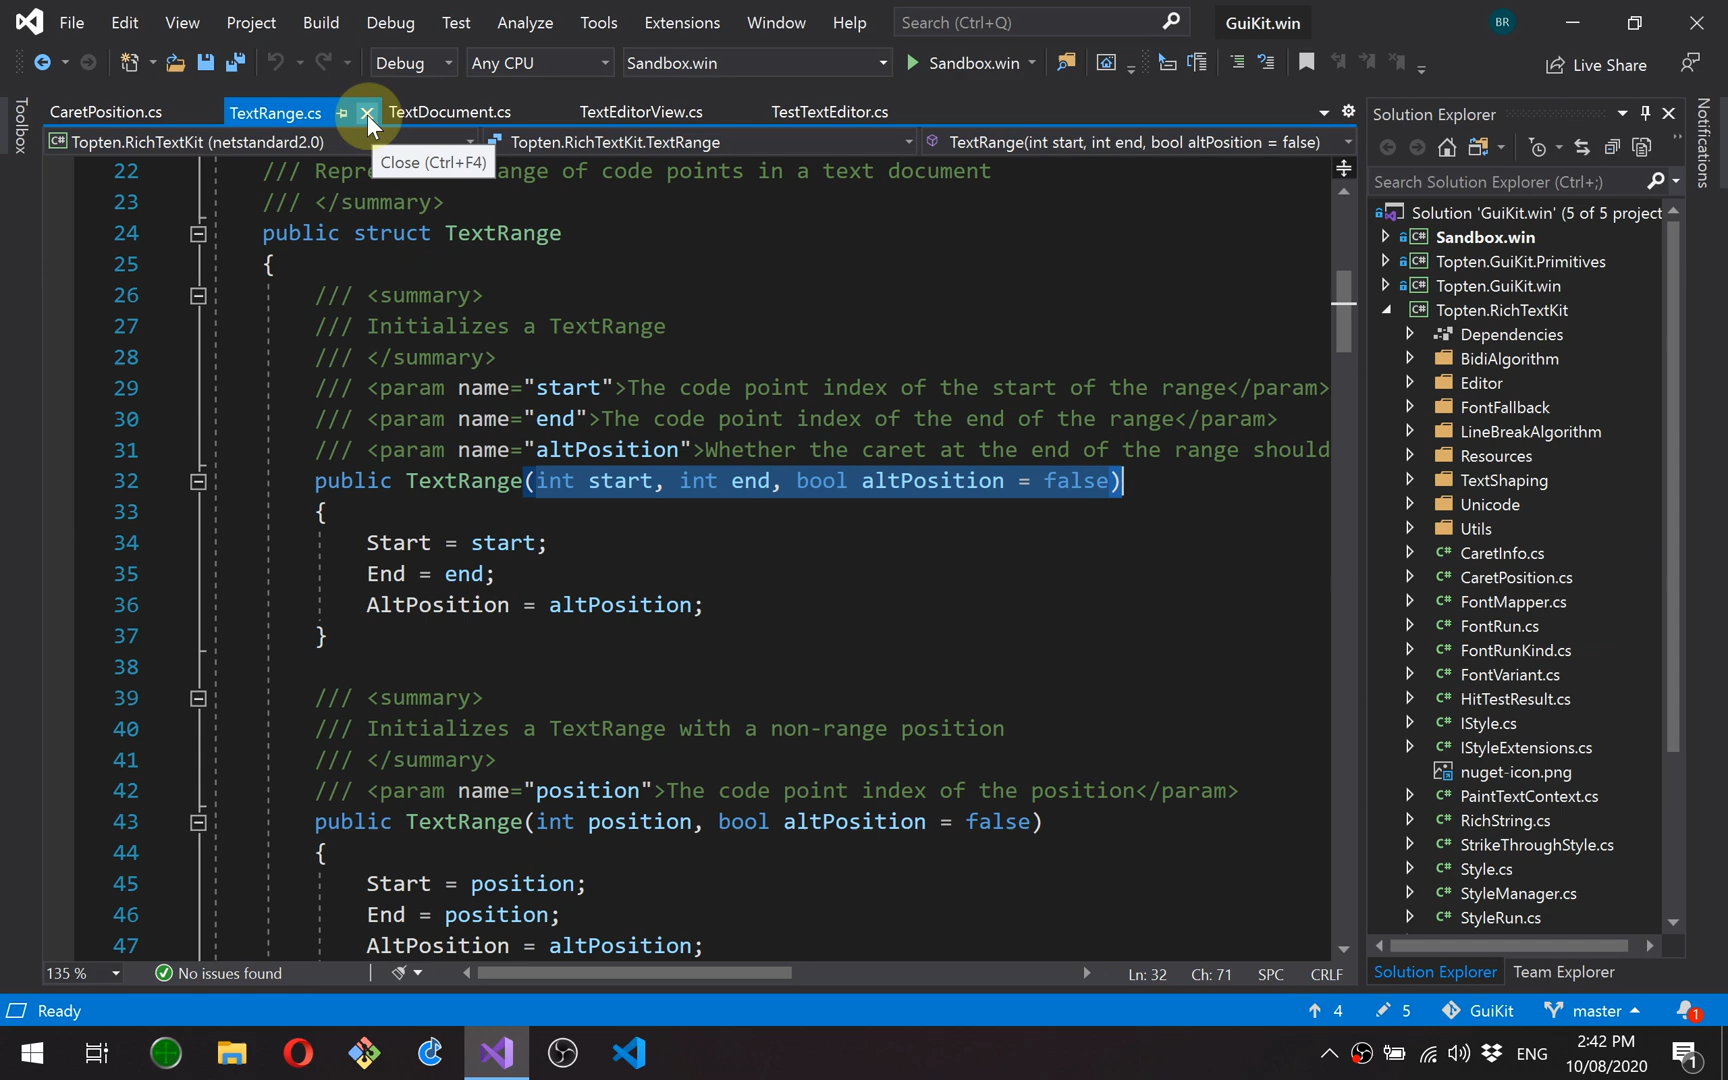 File Edit View Project Build Debug Test Analyze Tools Extensions Window Help Search (Ctrl+Q) GuiKit.win BR
Debug Any CPU Sandbox.win Sandbox.win Live Share
Toolbox
CaretPosition.cs TextRange.cs TextDocument.cs TextEditorView.cs TestTextEditor.cs
Topten.RichTextKit (netstandard2.0) Topten.RichTextKit.TextRange TextRange(int start, int end, bool altPosition = false)
Close (Ctrl+F4)
22 /// Repre ange of code points in a text document
23 /// </summary>
24 public struct TextRange
25 {
26 /// <summary>
27 /// Initializes a TextRange
28 /// </summary>
29 /// <param name="start">The code point index of the start of the range</param>
30 /// <param name="end">The code point index of the end of the range</param>
31 /// <param name="altPosition">Whether the caret at the end of the range should
32 public TextRange(int start, int end, bool altPosition = false)
33 {
34 Start = start;
35 End = end;
36 AltPosition = altPosition;
37 }
38
39 /// <summary>
40 /// Initializes a TextRange with a non-range position
41 /// </summary>
42 /// <param name="position">The code point index of the position</param>
43 public TextRange(int position, bool altPosition = false)
44 {
45 Start = position;
46 End = position;
47 AltPosition = altPosition;
135 % No issues found Ln: 32 Ch: 71 SPC CRLF
Solution Explorer
Search Solution Explorer (Ctrl+;)
Solution 'GuiKit.win' (5 of 5 project
C# Sandbox.win
C# Topten.GuiKit.Primitives
C# Topten.GuiKit.win
C# Topten.RichTextKit
Dependencies
BidiAlgorithm
Editor
FontFallback
LineBreakAlgorithm
Resources
TextShaping
Unicode
Utils
C# CaretInfo.cs
C# CaretPosition.cs
C# FontMapper.cs
C# FontRun.cs
C# FontRunKind.cs
C# FontVariant.cs
C# HitTestResult.cs
C# IStyle.cs
C# IStyleExtensions.cs
nuget-icon.png
C# PaintTextContext.cs
C# RichString.cs
C# StrikeThroughStyle.cs
C# Style.cs
C# StyleManager.cs
C# StyleRun.cs
Solution Explorer Team Explorer
Notifications
Ready 4 5 GuiKit master 1
ENG 2:42 PM
10/08/2020 1